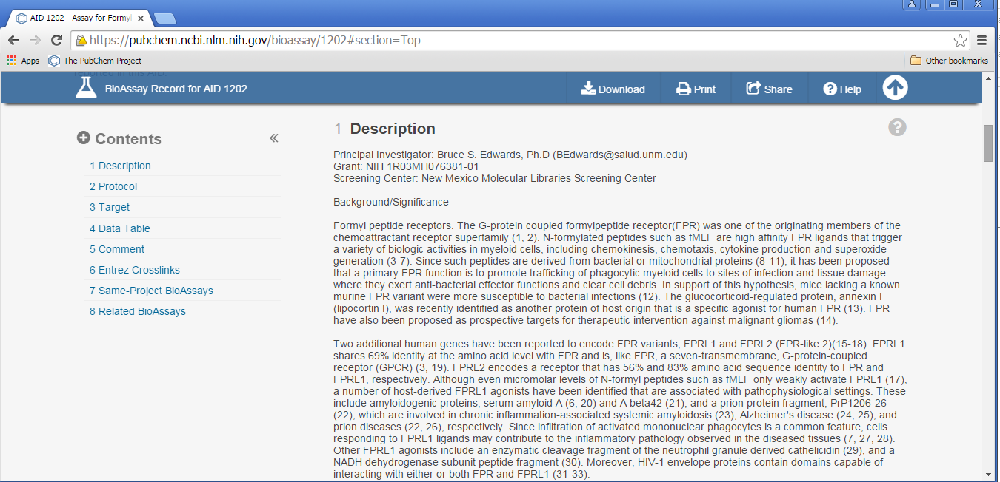 AID 1202 - Assay for Formyl
https://pubchem.ncbi.nlm.nih.gov/bioassay/1202#section=Top
Apps The PubChem Project Other bookmarks
reported in this AID.
BioAssay Record for AID 1202 Download Print Share Help
Contents
1 Description
2 Protocol
3 Target
4 Data Table
5 Comment
6 Entrez Crosslinks
7 Same-Project BioAssays
8 Related BioAssays
1 Description
Principal Investigator: Bruce S. Edwards, Ph.D (BEdwards@salud.unm.edu)
Grant: NIH 1R03MH076381-01
Screening Center: New Mexico Molecular Libraries Screening Center
Background/Significance
Formyl peptide receptors. The G-protein coupled formylpeptide receptor(FPR) was one of the originating members of the
chemoattractant receptor superfamily (1, 2). N-formylated peptides such as fMLF are high affinity FPR ligands that trigger
a variety of biologic activities in myeloid cells, including chemokinesis, chemotaxis, cytokine production and superoxide
generation (3-7). Since such peptides are derived from bacterial or mitochondrial proteins (8-11), it has been proposed
that a primary FPR function is to promote trafficking of phagocytic myeloid cells to sites of infection and tissue damage
where they exert anti-bacterial effector functions and clear cell debris. In support of this hypothesis, mice lacking a known
murine FPR variant were more susceptible to bacterial infections (12). The glucocorticoid-regulated protein, annexin I
(lipocortin I), was recently identified as another protein of host origin that is a specific agonist for human FPR (13). FPR
have also been proposed as prospective targets for therapeutic intervention against malignant gliomas (14).
Two additional human genes have been reported to encode FPR variants, FPRL1 and FPRL2 (FPR-like 2)(15-18). FPRL1
shares 69% identity at the amino acid level with FPR and is, like FPR, a seven-transmembrane, G-protein-coupled
receptor (GPCR) (3, 19). FPRL2 encodes a receptor that has 56% and 83% amino acid sequence identity to FPR and
FPRL1, respectively. Although even micromolar levels of N-formyl peptides such as fMLF only weakly activate FPRL1 (17),
a number of host-derived FPRL1 agonists have been identified that are associated with pathophysiological settings. These
include amyloidogenic proteins, serum amyloid A (6, 20) and A beta42 (21), and a prion protein fragment, PrP1206-26
(22), which are involved in chronic inflammation-associated systemic amyloidosis (23), Alzheimer's disease (24, 25), and
prion diseases (22, 26), respectively. Since infiltration of activated mononuclear phagocytes is a common feature, cells
responding to FPRL1 ligands may contribute to the inflammatory pathology observed in the diseased tissues (7, 27, 28).
Other FPRL1 agonists include an enzymatic cleavage fragment of the neutrophil granule derived cathelicidin (29), and a
NADH dehydrogenase subunit peptide fragment (30). Moreover, HIV-1 envelope proteins contain domains capable of
interacting with either or both FPR and FPRL1 (31-33).